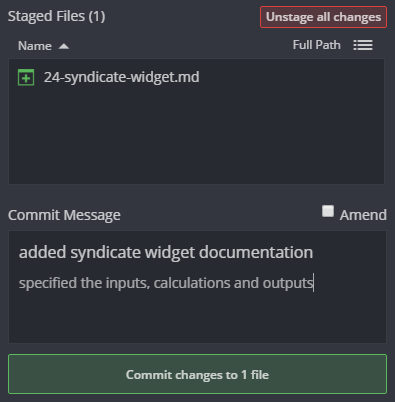 Staged Files (1)
Unstage all changes
Name
Full Path
24-syndicate-widget.md
Commit Message
Amend
added syndicate widget documentation
specified the inputs, calculations and outputs
Commit changes to 1 file